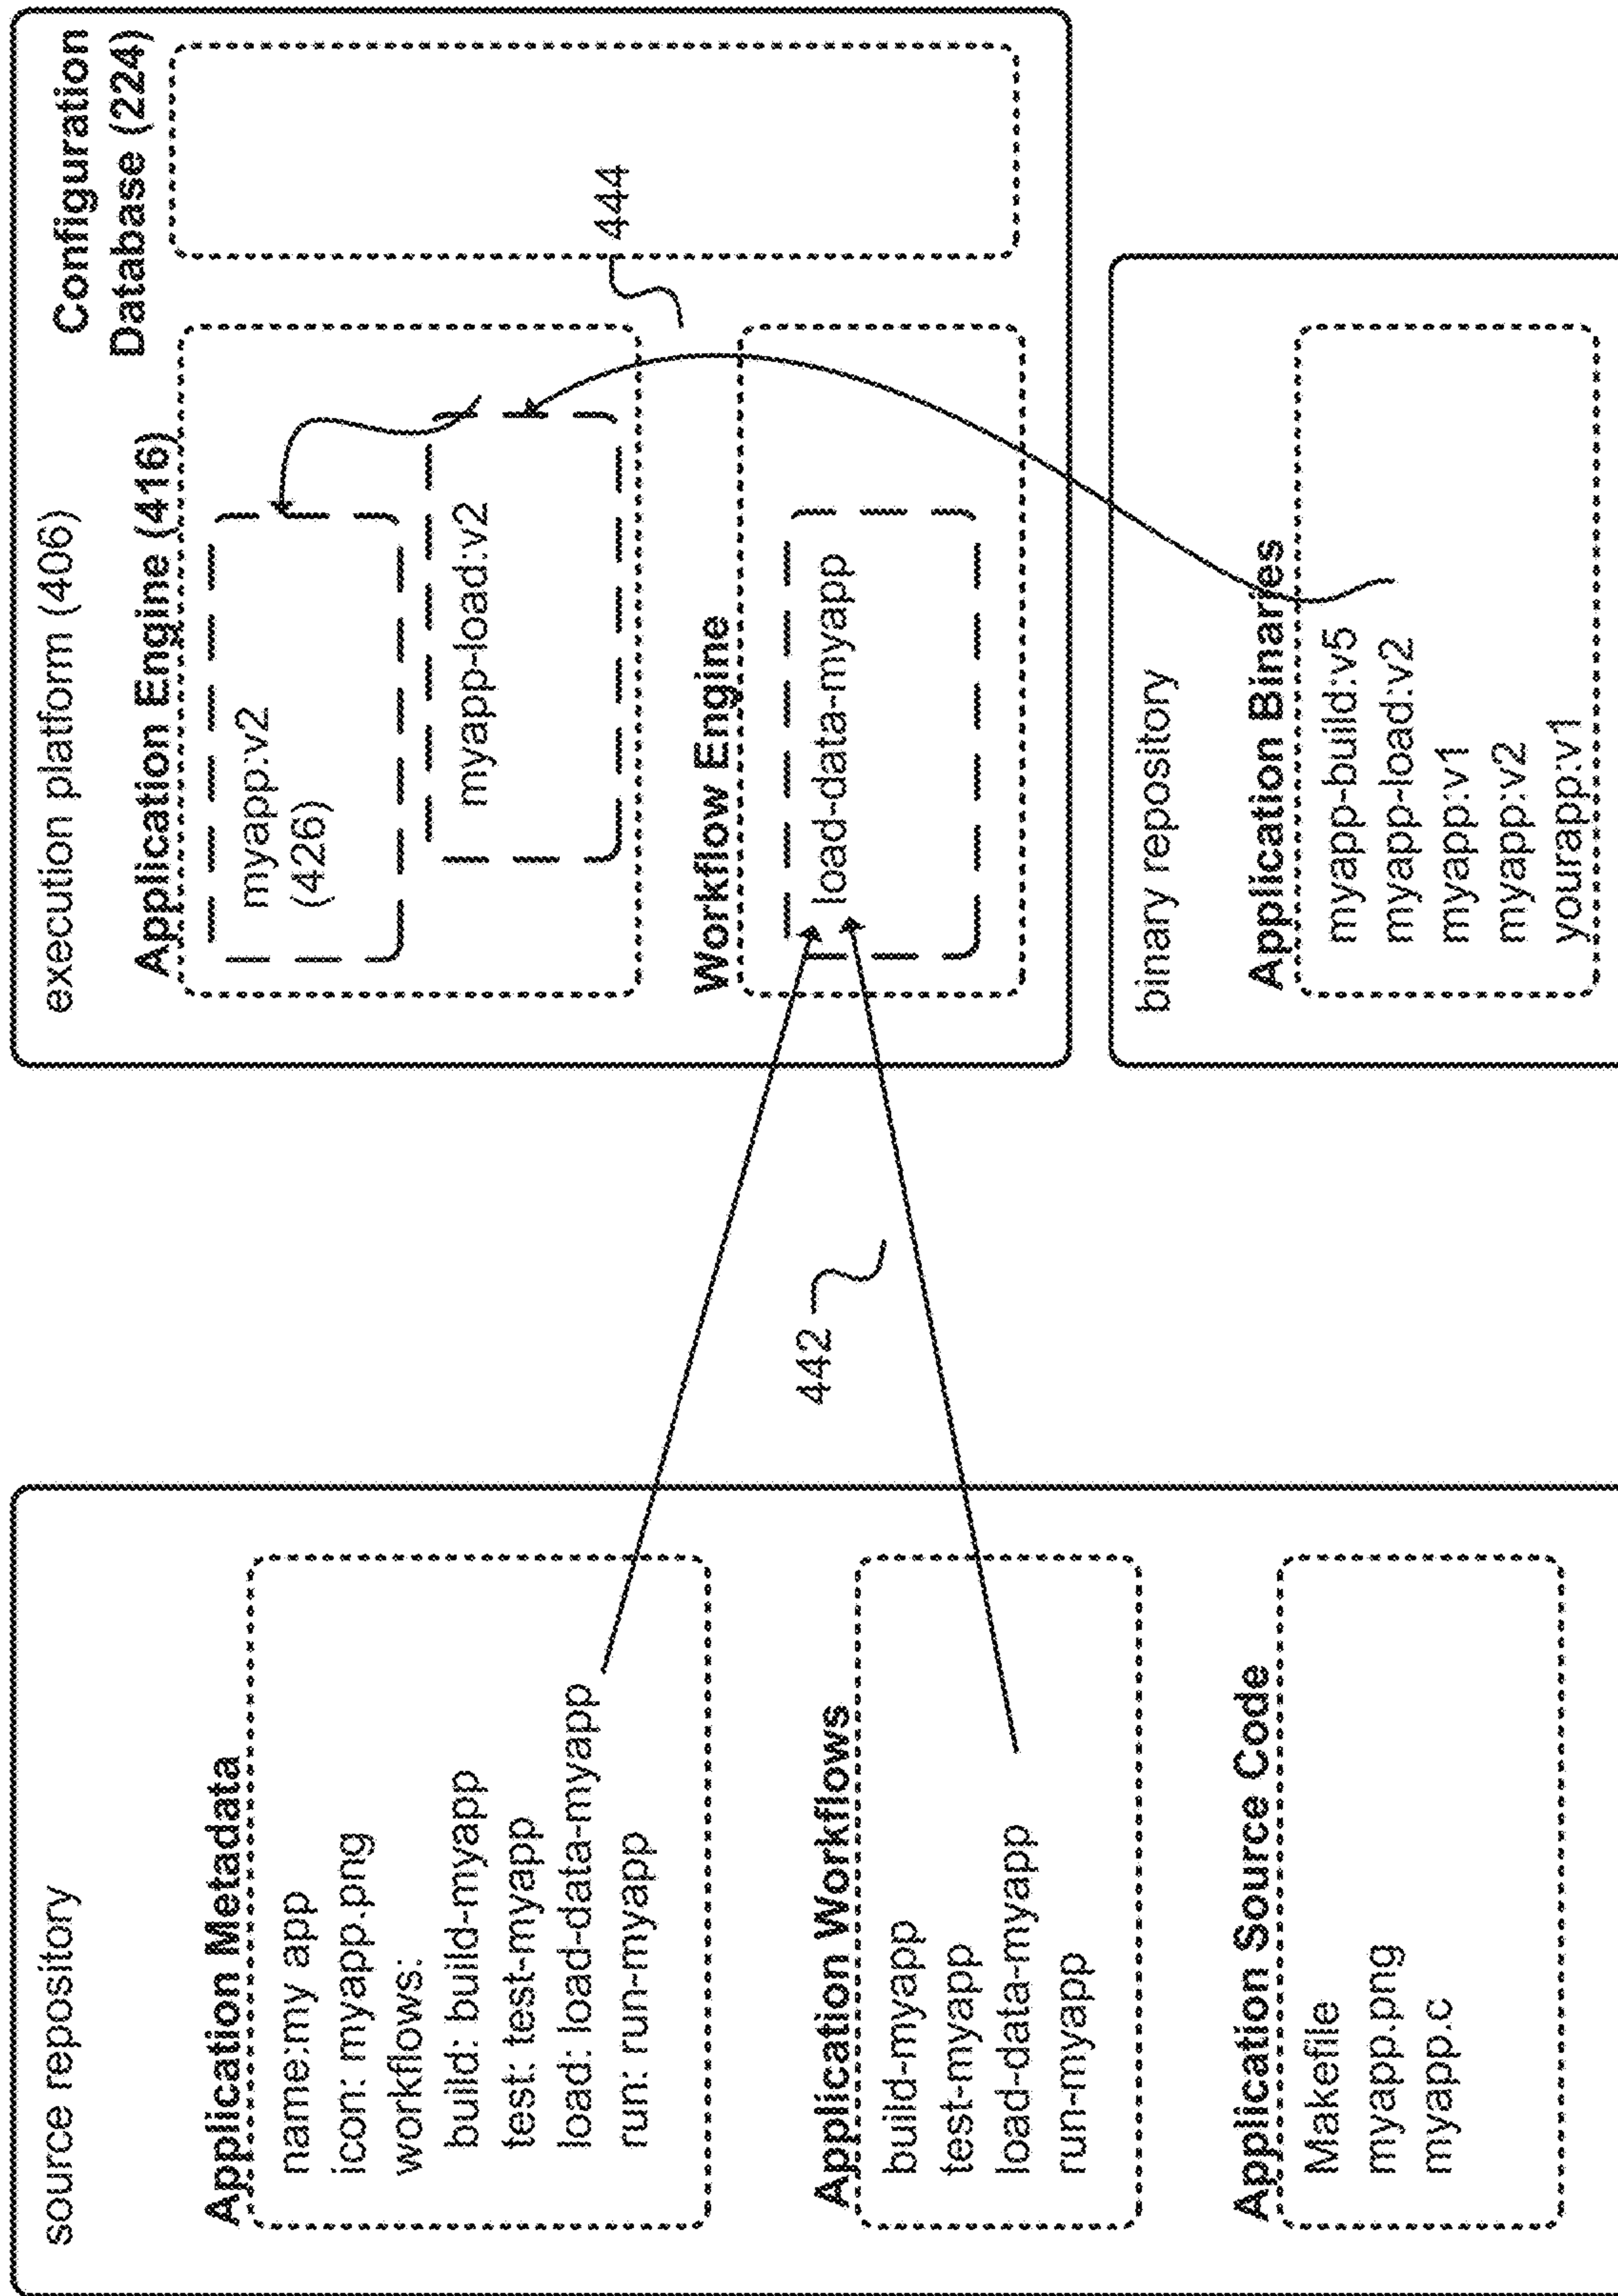 source repository
Application Metadata
name:my app
icon: myapp.png
workflows:
build: build-myapp
test: test-myapp
load: load-data-myapp
run: run-myapp
Application Workflows
build-myapp
test-myapp
load-data-myapp
run-myapp
Application Source Code
Makefile
myapp.png
myapp.c
442
execution platform (406)
Application Engine (416)
myapp:v2
(426)
myapp-load:v2
Workflow Engine
load-data-myapp
Configuration
Database (224)
444
binary repository
Application Binaries
myapp-build:v5
myapp-load:v2
myapp:v1
myapp:v2
yourapp:v1